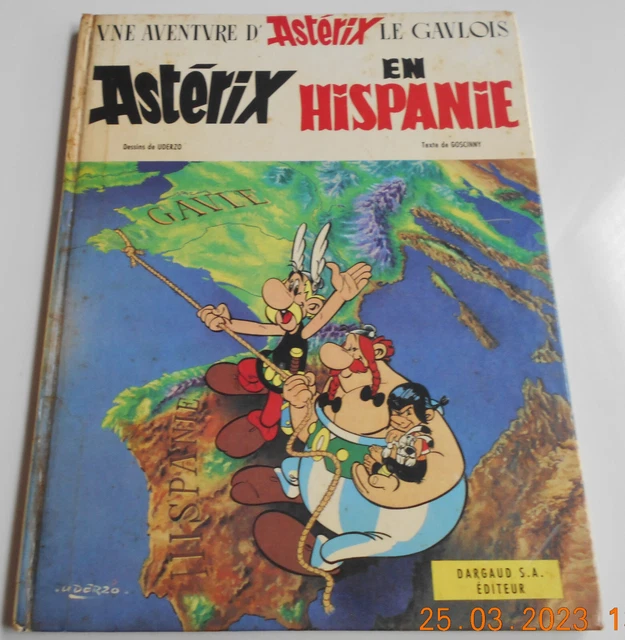 VNE AVENTVRE D'Astérix LE GAVLOIS
Astérix EN HISPANIE
Dessins de UDERZO
Texte de GOSCINNY
GAVLE
HISPANIE
UDERZO.
DARGAUD S.A.
ÉDITEUR
25.03.2023